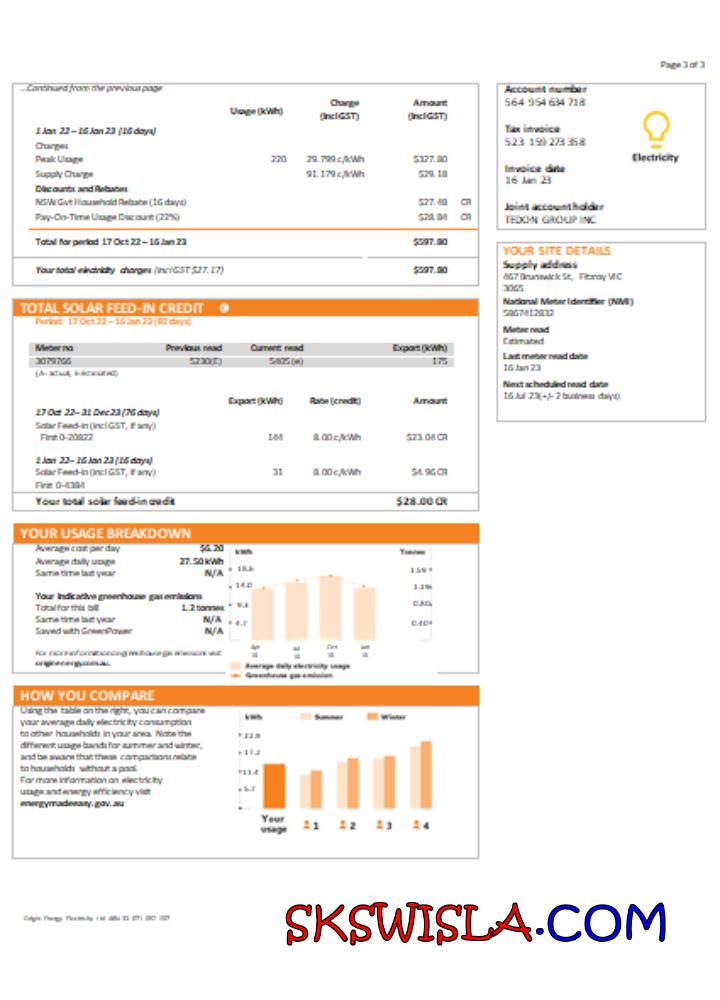 Page 3 of 3
...Continued from the previous page
Usage (kWh) Charge (incl GST) Amount (incl GST)
1 Jan 22 – 16 Jan 23 (16 days)
Charges
Peak Usage 220 29.799 c/kWh $327.80
Supply Charge 91.179 c/kWh $29.18
Discounts and Rebates
NSW Gvt Household Rebate (16 days) $27.48 CR
Pay-On-Time Usage Discount (22%) $28.84 CR
Total for period 17 Oct 22 – 16 Jan 23 $597.80
Your total electricity charges (incl GST $27.17) $597.80
Account number
564 954 634 718
Tax invoice
523 159 273 358
Invoice date
16 Jan 23
Joint account holder
TEDON GROUP INC
Electricity
YOUR SITE DETAILS
Supply address
467 Brunswick St, Fitzroy VIC
3065
National Meter Identifier (NMI)
5867412832
Meter read
Estimated
Last meter read date
16 Jan 23
Next scheduled read date
16 Jul 23(+/- 2 business days)
TOTAL SOLAR FEED-IN CREDIT
Period: 17 Oct 22 – 16 Jan 23 (92 days)
Meter no Previous read Current read Export (kWh)
3079766 5230(E) 5405 (e) 175
(A- actual, E-Estimated)
Export (kWh) Rate (credit) Amount
17 Oct 22– 31 Dec 23 (76 days)
Solar Feed-in (incl GST, if any)
First 0-20822 144 8.00 c/kWh $23.04 CR
1 Jan 22 – 16 Jan 23 (16 days)
Solar Feed-in (incl GST, if any) 31 8.00 c/kWh $4.96 CR
First 0-4384
Your total solar feed-in credit $28.00 CR
YOUR USAGE BREAKDOWN
Average cost per day $6.20
Average daily usage 27.50 kWh
Same time last year N/A
Your indicative greenhouse gas emissions
Total for this bill 1.2 tonnes
Same time last year N/A
Saved with GreenPower N/A
For more information on greenhouse gas emissions visit
originenergy.com.au.
kWh Tonnes
18.6 1.59
14.0 1.19
9.3 0.80
4.7 0.40
Apr Jul Oct Jan
Average daily electricity usage
Greenhouse gas emission
HOW YOU COMPARE
Using the table on the right, you can compare
your average daily electricity consumption
to other households in your area. Note the
different usage bands for summer and winter,
and be aware that these comparisons relate
to households without a pool.
For more information on electricity
usage and energy efficiency visit
energymadeeasy.gov.au
kWh Summer Winter
22.9
17.2
11.4
5.7
Your usage 1 2 3 4
Origin Energy Electricity Ltd ABN 33 071 052 287
SKSWISLA.COM